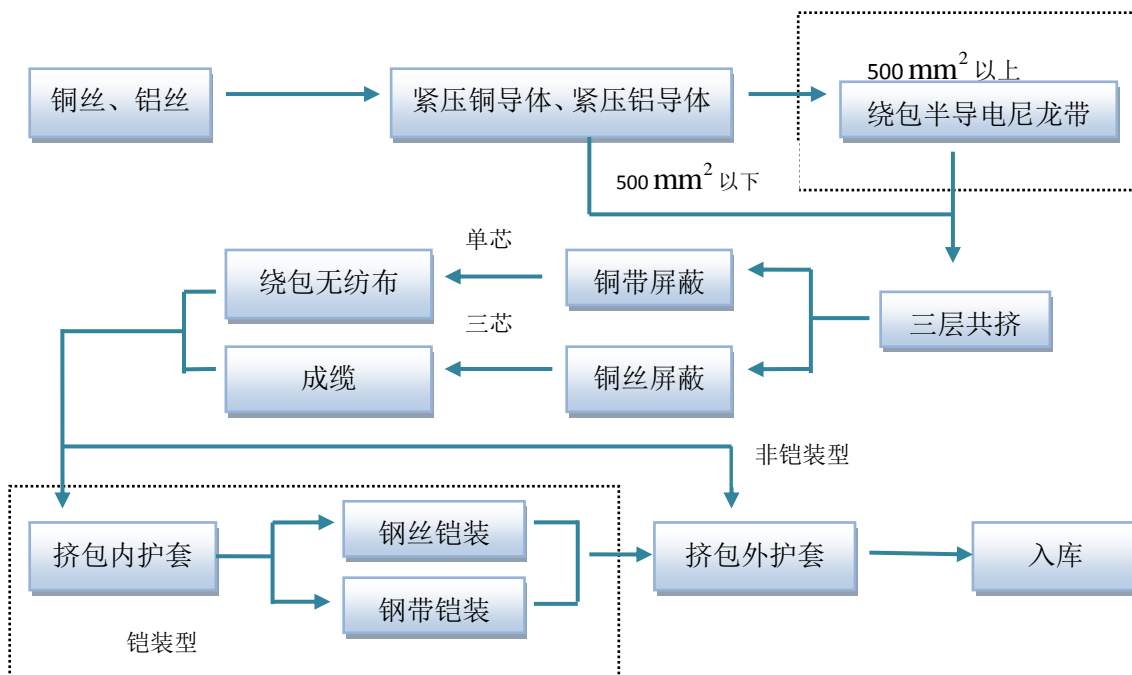 500 mm² 以上
铜丝、铝丝
紧压铜导体、紧压铝导体
绕包半导电尼龙带
500 mm² 以下
单芯
绕包无纺布
铜带屏蔽
三层共挤
三芯
成缆
铜丝屏蔽
非铠装型
钢丝铠装
挤包内护套
挤包外护套
入库
钢带铠装
铠装型